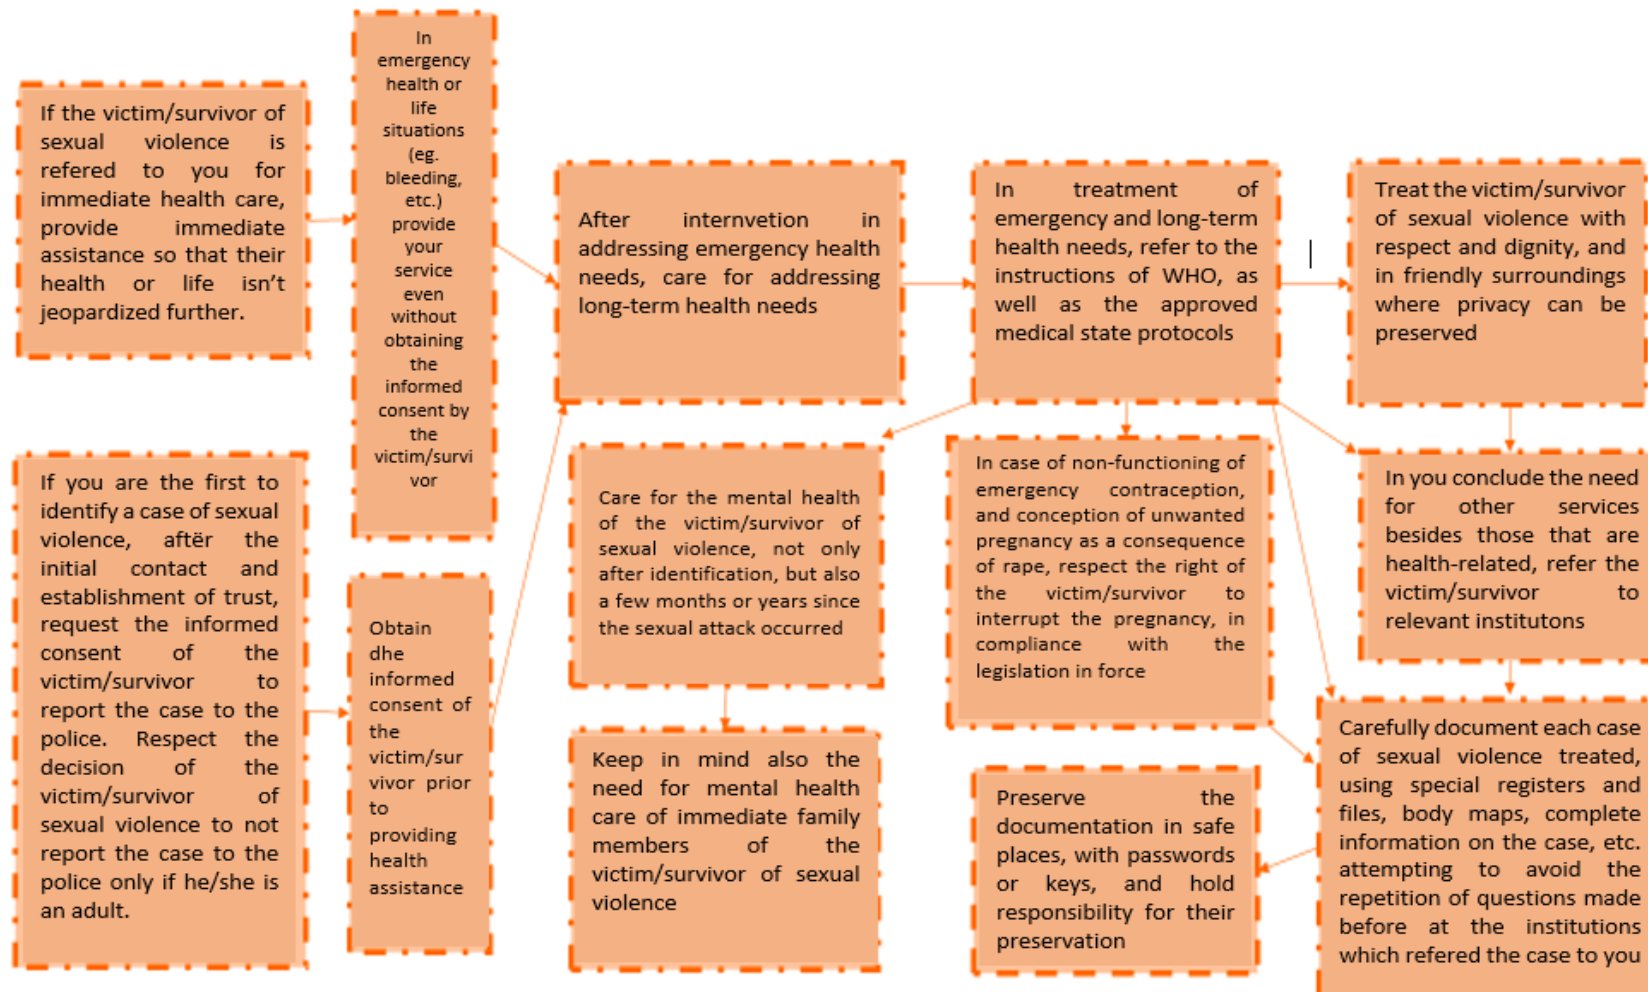 If the victim/survivor of
sexual violence is
refered to you for
immediate health care,
provide immediate
assistance so that their
health or life isn't
jeopardized further.
In
emergency
health or
life
situations
(eg.
bleeding,
etc.)
provide
your
service
even
without
obtaining
the
informed
consent by
the
victim/survi
vor
After internvetion in
addressing emergency health
needs, care for addressing
long-term health needs
In treatment of
emergency and long-term
health needs, refer to the
instructions of WHO, as
well as the approved
medical state protocols
Treat the victim/survivor
of sexual violence with
respect and dignity, and
in friendly surroundings
where privacy can be
preserved
If you are the first to
identify a case of sexual
violence, aftër the
initial contact and
establishment of trust,
request the informed
consent of the
victim/survivor to
report the case to the
police. Respect the
decision of the
victim/survivor of
sexual violence to not
report the case to the
police only if he/she is
an adult.
Obtain
dhe
informed
consent of
the
victim/sur
vivor prior
to
providing
health
assistance
Care for the mental health
of the victim/survivor of
sexual violence, not only
after identification, but also
a few months or years since
the sexual attack occurred
In case of non-functioning of
emergency contraception,
and conception of unwanted
pregnancy as a consequence
of rape, respect the right of
the victim/survivor to
interrupt the pregnancy, in
compliance with the
legislation in force
In you conclude the need
for other services
besides those that are
health-related, refer the
victim/survivor to
relevant institutons
Keep in mind also the
need for mental health
care of immediate family
members of the
victim/survivor of sexual
violence
Preserve the
documentation in safe
places, with passwords
or keys, and hold
responsibility for their
preservation
Carefully document each case
of sexual violence treated,
using special registers and
files, body maps, complete
information on the case, etc.
attempting to avoid the
repetition of questions made
before at the institutions
which refered the case to you